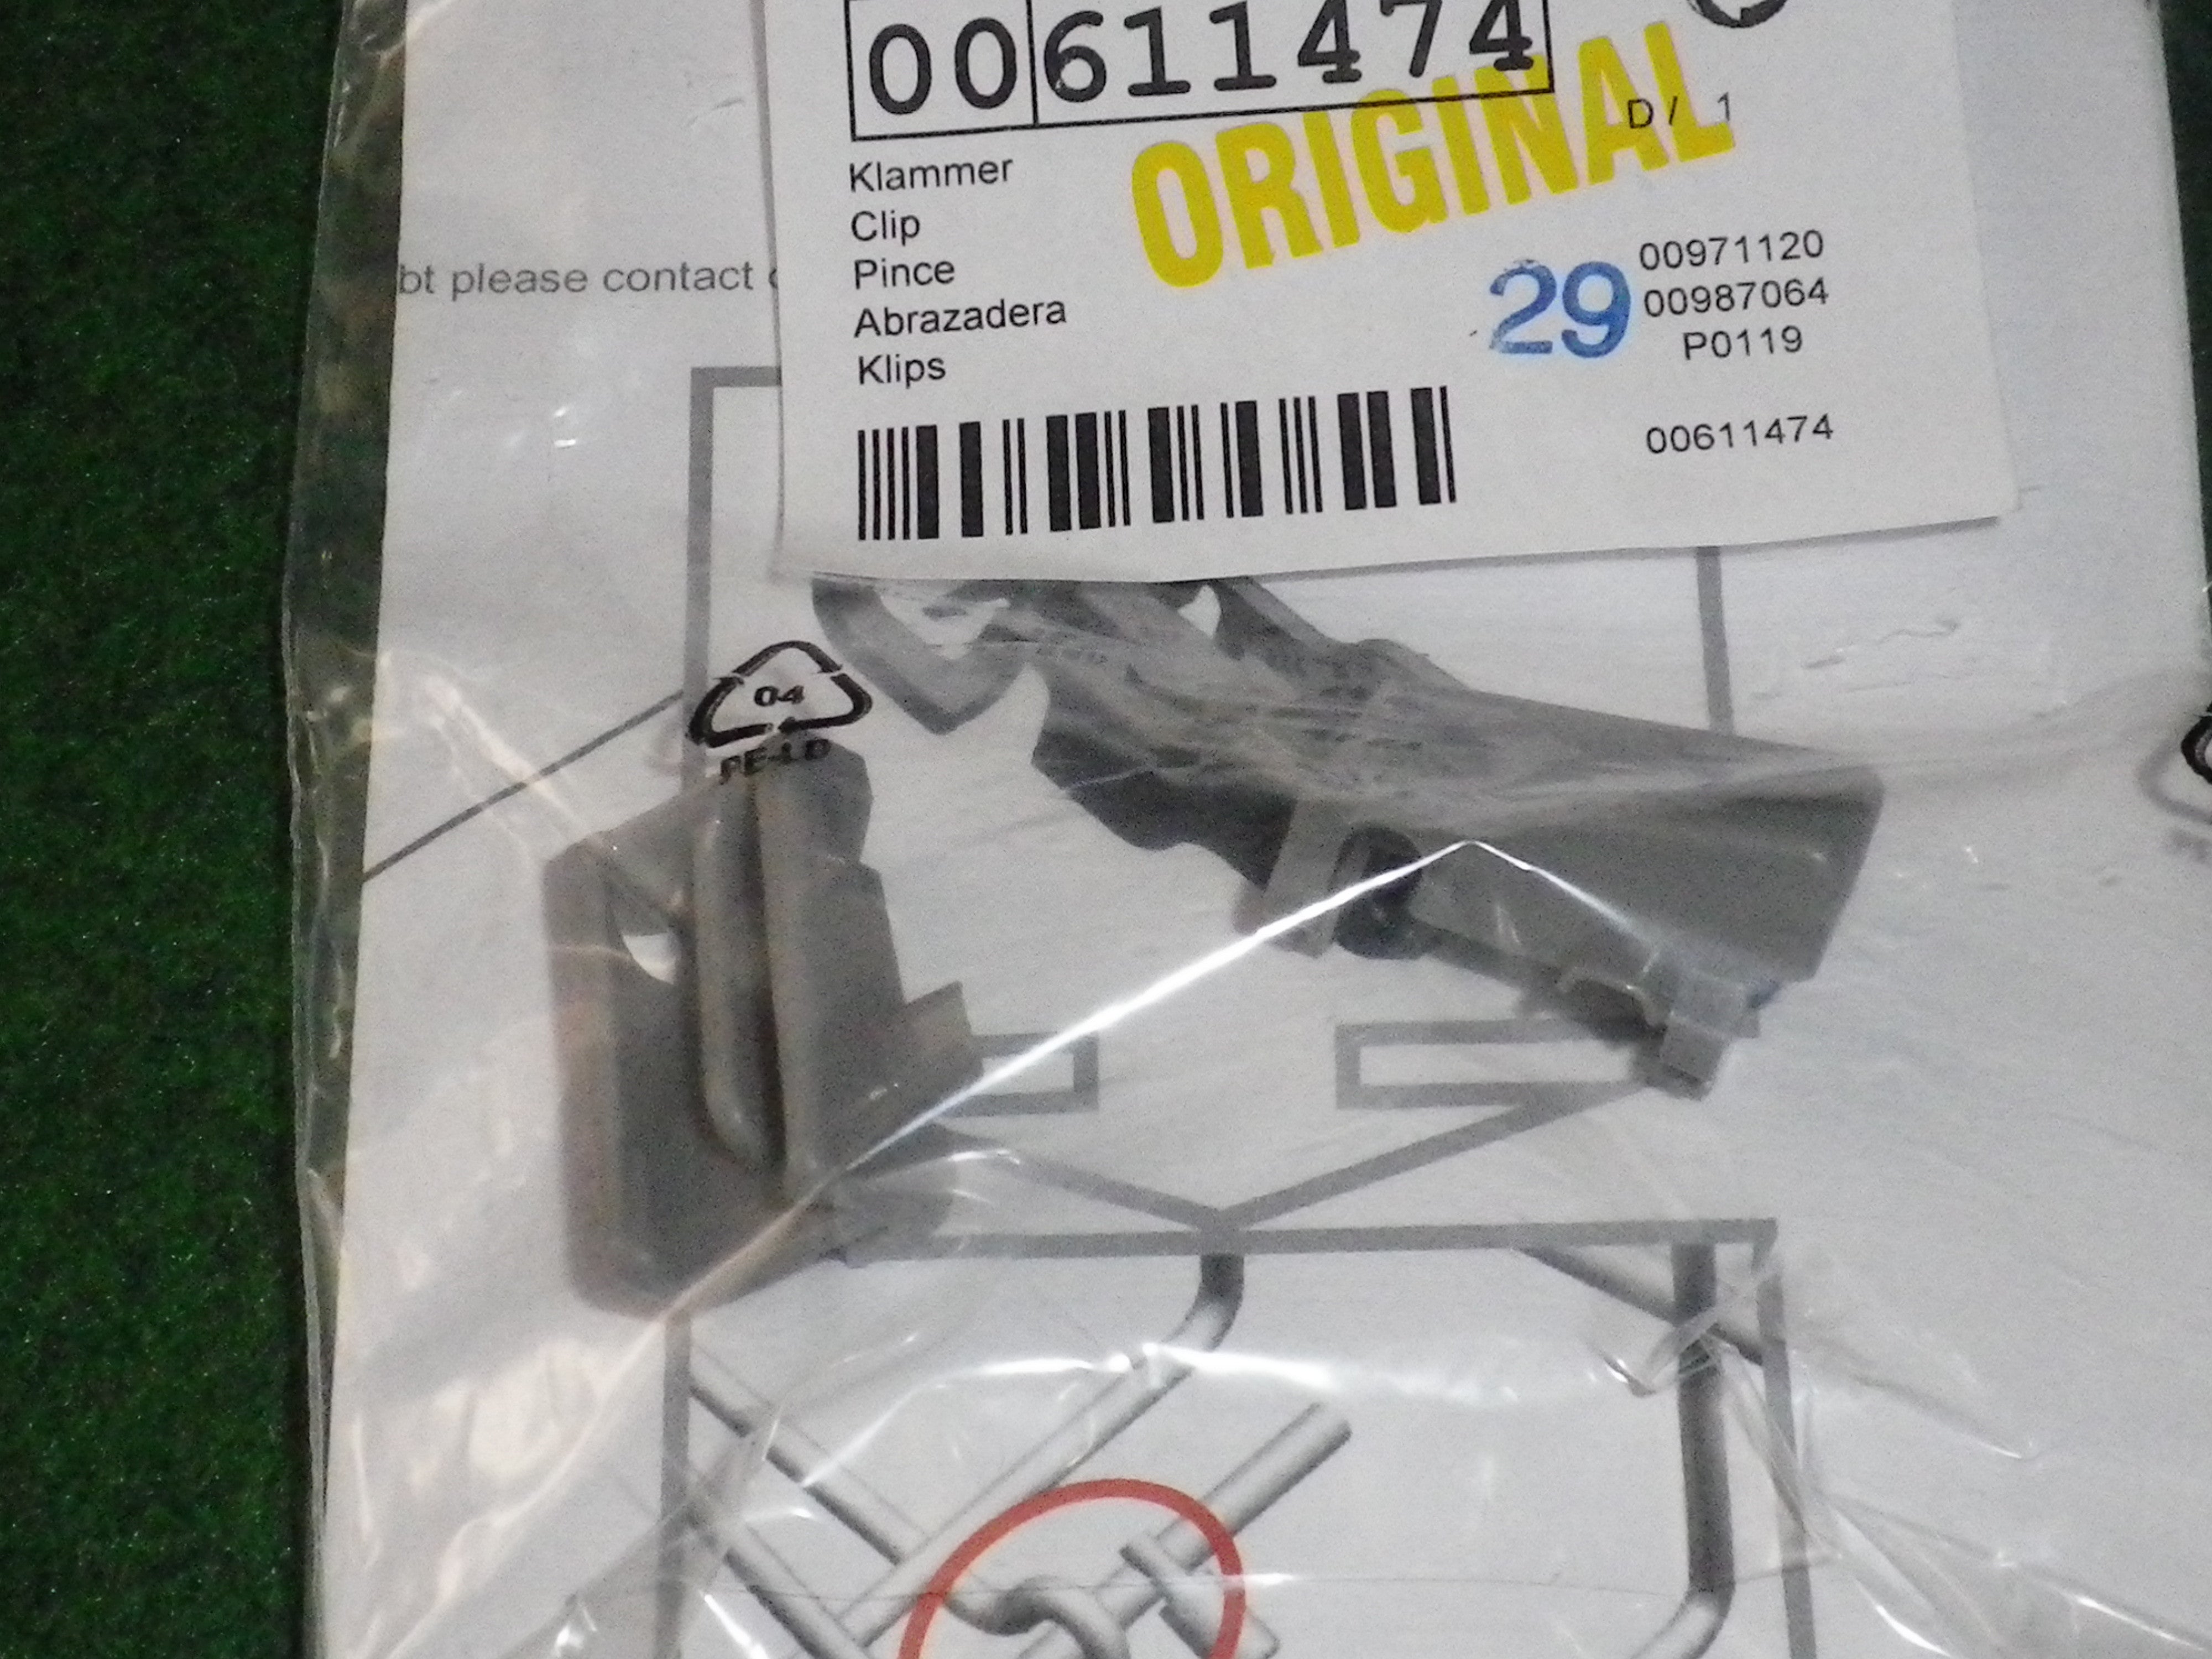 00611474
ORIGINAL
D / 1
Klammer
Clip
Pince
Abrazadera
Klips
bt please contact
29
00971120
00987064
P0119
00611474
04
PE-LD